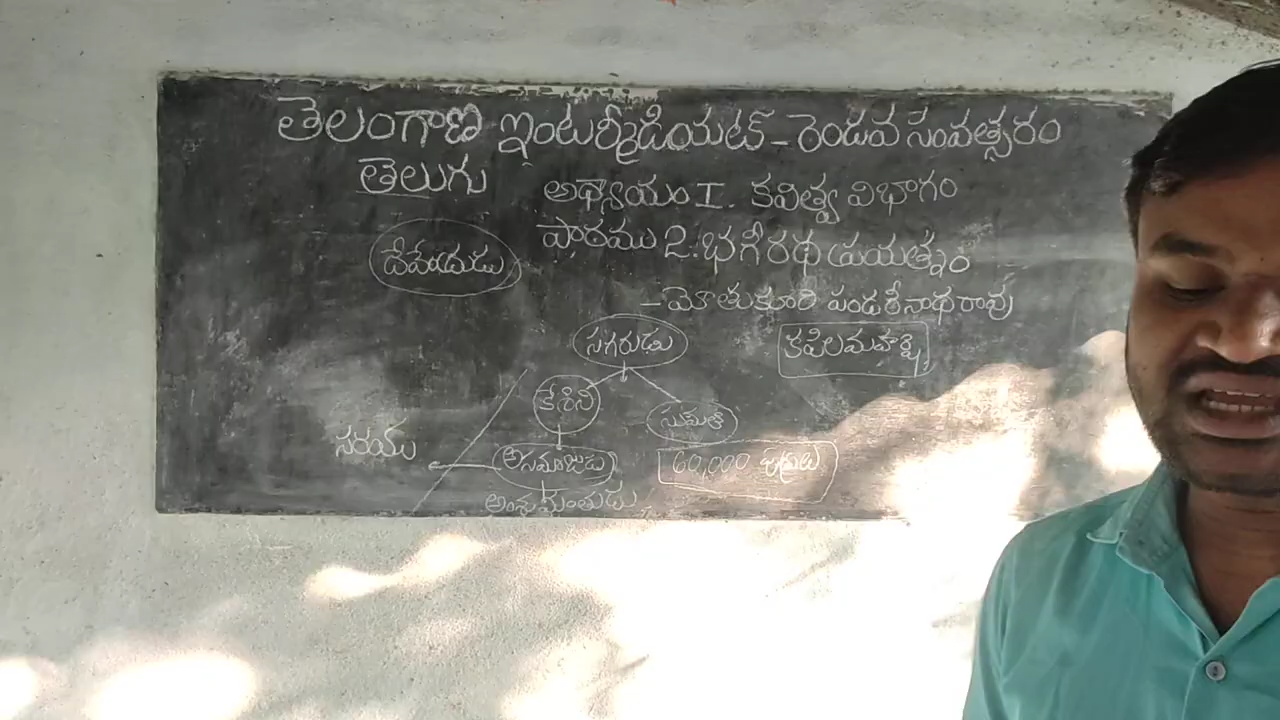 తెలంగాణ ఇంటర్మీడియట్ - రెండవ సంవత్సరం
తెలుగు
అధ్యాయం I. కవిత్వ విభాగం
పాఠము 2. భగీరథ ప్రయత్నం
- మోతుకూరి పండరీనాథరావు
దేవేంద్రుడు
సగరుడు
కపిలమహర్షి
కేశిని
సుమతి
సరయు
అసమంజుడు
60,000 పుత్రులు
అంశుమంతుడు